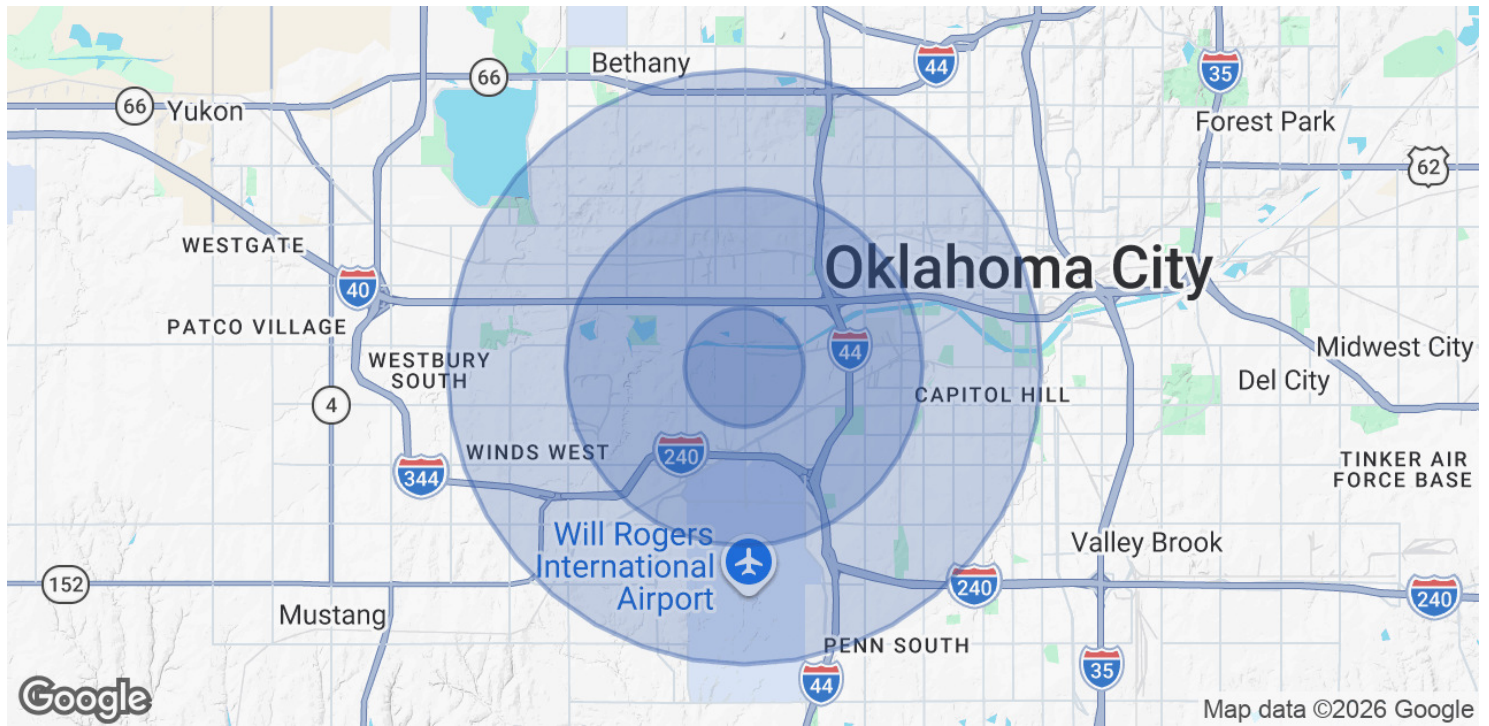 Bethany
44
35
66
66
Yukon
Forest Park
62
WESTGATE
Oklahoma City
40
PATCO VILLAGE
WESTBURY
SOUTH
44
Midwest City
Del City
4
CAPITOL HILL
WINDS WEST
240
344
TINKER AIR
FORCE BASE
Will Rogers
International
Airport
Valley Brook
152
240
240
Mustang
PENN SOUTH
44
35
Google
Map data ©2026 Google